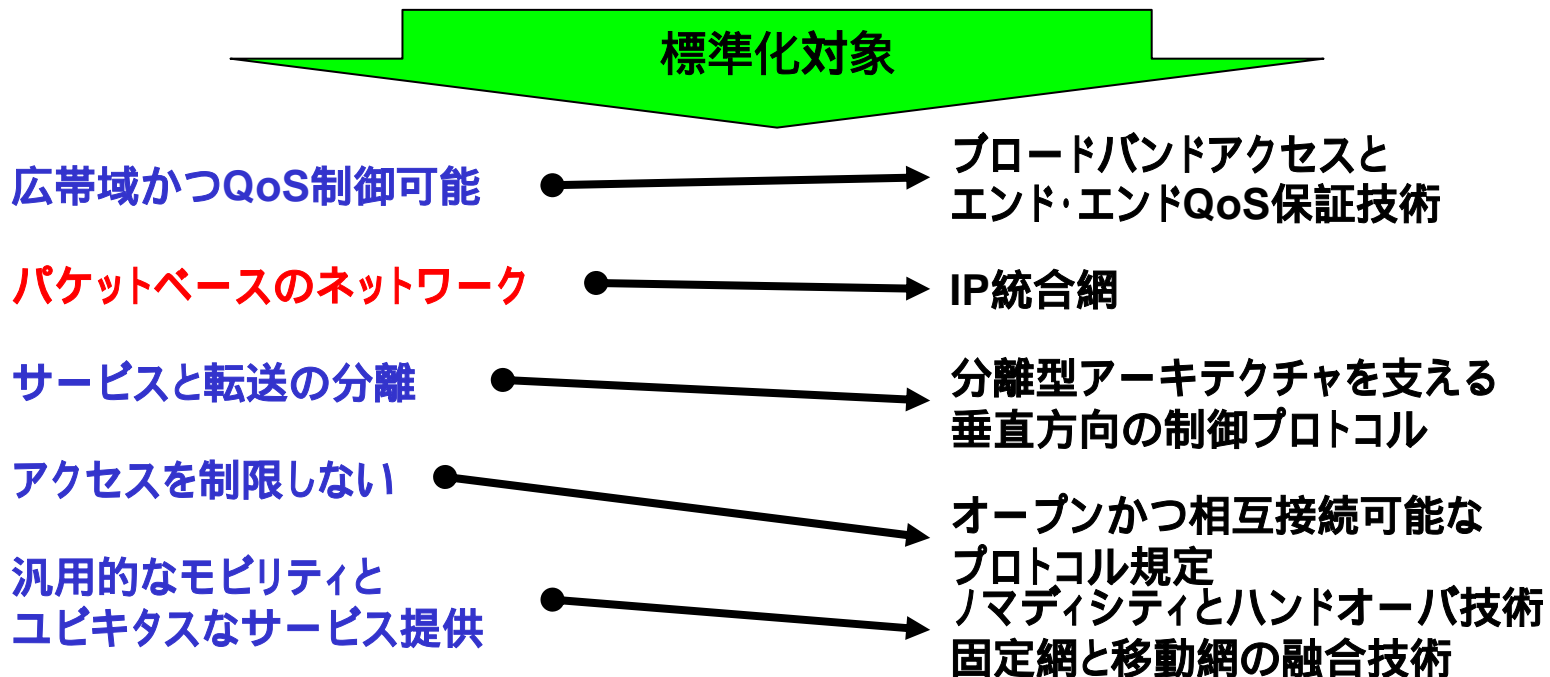 標準化対象
広帯域かつQoS制御可能
ブロードバンドアクセスと
エンド・エンドQoS保証技術
パケットベースのネットワーク
IP統合網
サービスと転送の分離
分離型アーキテクチャを支える
垂直方向の制御プロトコル
アクセスを制限しない
オープンかつ相互接続可能な
プロトコル規定
汎用的なモビリティと
ユビキタスなサービス提供
ノマディシティとハンドオーバ技術
固定網と移動網の融合技術